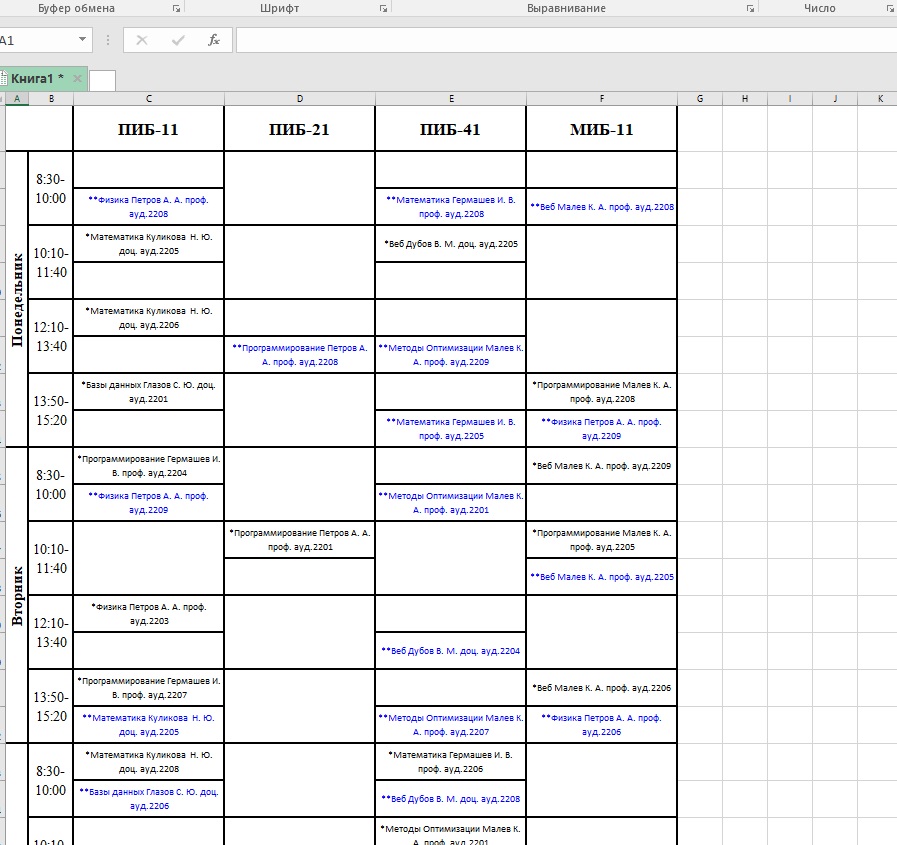 Буфер обмена Шрифт Выравнивание Число
A1 fx
Книга1 *
A B C D E F G H I J K
ПИБ-11 ПИБ-21 ПИБ-41 МИБ-11
Понедельник
8:30-
10:00
**Физика Петров А. А. проф.
ауд.2208
**Математика Гермашев И. В.
проф. ауд.2208
**Веб Малев К. А. проф. ауд.2208
10:10-
11:40
*Математика Куликова Н. Ю.
доц. ауд.2205
*Веб Дубов В. М. доц. ауд.2205
12:10-
13:40
*Математика Куликова Н. Ю.
доц. ауд.2206
**Программирование Петров А.
А. проф. ауд.2208
**Методы Оптимизации Малев К.
А. проф. ауд.2209
13:50-
15:20
*Базы данных Глазов С. Ю. доц.
ауд.2201
*Программирование Малев К. А.
проф. ауд.2208
**Математика Гермашев И. В.
проф. ауд.2205
**Физика Петров А. А. проф.
ауд.2209
Вторник
8:30-
10:00
*Программирование Гермашев И.
В. проф. ауд.2204
*Веб Малев К. А. проф. ауд.2209
**Физика Петров А. А. проф.
ауд.2209
**Методы Оптимизации Малев К.
А. проф. ауд.2201
10:10-
11:40
*Программирование Петров А. А.
проф. ауд.2201
*Программирование Малев К. А.
проф. ауд.2205
**Веб Малев К. А. проф. ауд.2205
12:10-
13:40
*Физика Петров А. А. проф.
ауд.2203
**Веб Дубов В. М. доц. ауд.2204
13:50-
15:20
*Программирование Гермашев И.
В. проф. ауд.2207
*Веб Малев К. А. проф. ауд.2206
**Математика Куликова Н. Ю.
доц. ауд.2205
**Методы Оптимизации Малев К.
А. проф. ауд.2207
**Физика Петров А. А. проф.
ауд.2206
8:30-
10:00
*Математика Куликова Н. Ю.
доц. ауд.2208
*Математика Гермашев И. В.
проф. ауд.2206
**Базы данных Глазов С. Ю. доц.
ауд.2206
**Веб Дубов В. М. доц. ауд.2208
10:10-
*Методы Оптимизации Малев К.
А. проф. ауд.2201